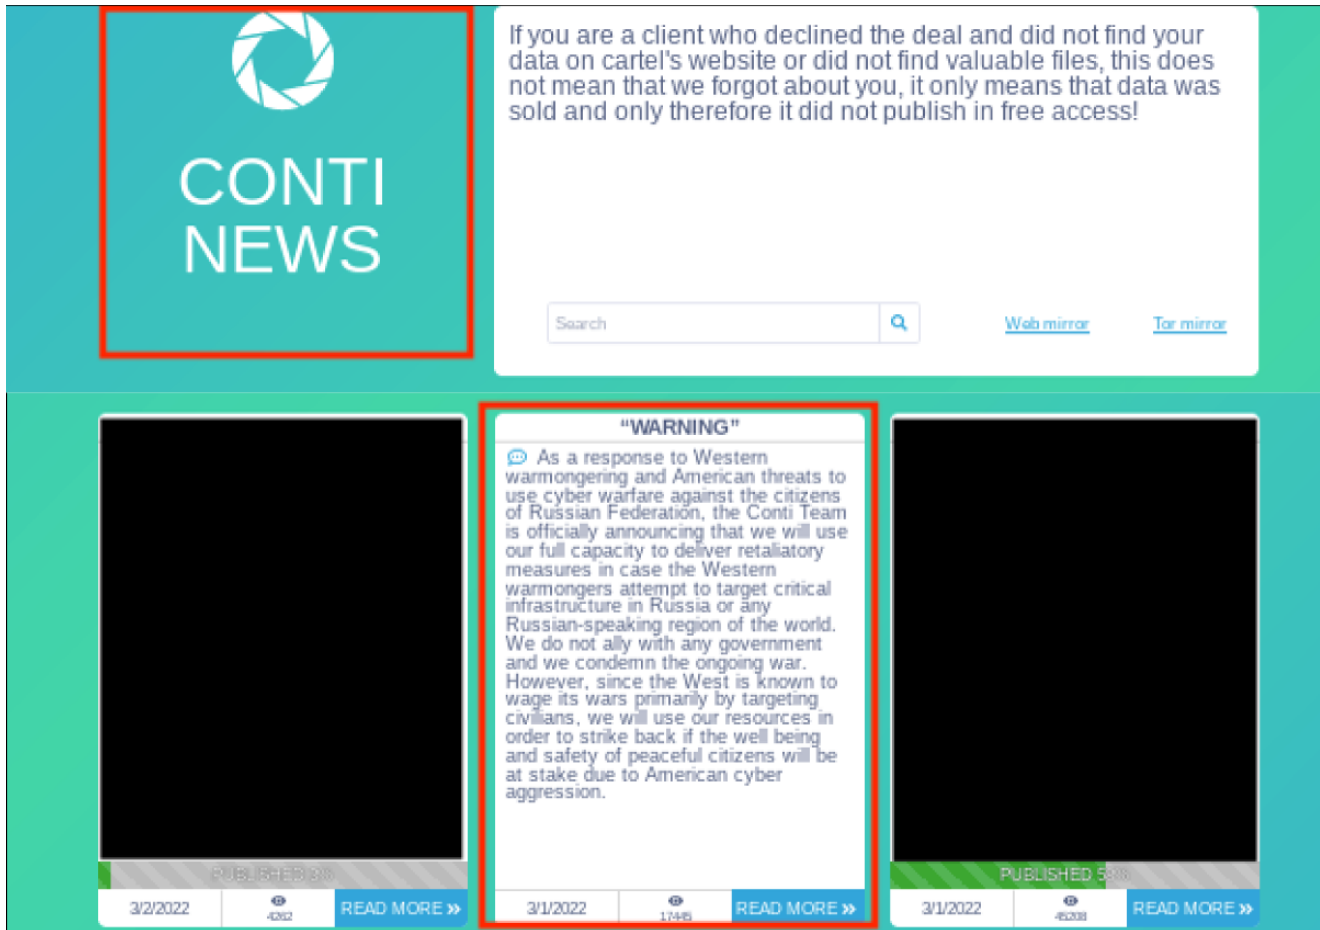 CONTI
NEWS
If you are a client who declined the deal and did not find your
data on cartel's website or did not find valuable files, this does
not mean that we forgot about you, it only means that data was
sold and only therefore it did not publish in free access!
Search
Web mirror
Tor mirror
PUBLISHED 3%
3/2/2022
4262
READ MORE »
“WARNING”
As a response to Western
warmongering and American threats to
use cyber warfare against the citizens
of Russian Federation, the Conti Team
is officially announcing that we will use
our full capacity to deliver retaliatory
measures in case the Western
warmongers attempt to target critical
infrastructure in Russia or any
Russian-speaking region of the world.
We do not ally with any government
and we condemn the ongoing war.
However, since the West is known to
wage its wars primarily by targeting
civilians, we will use our resources in
order to strike back if the well being
and safety of peaceful citizens will be
at stake due to American cyber
aggression.
3/1/2022
17445
READ MORE »
PUBLISHED
3/1/2022
45208
READ MORE »